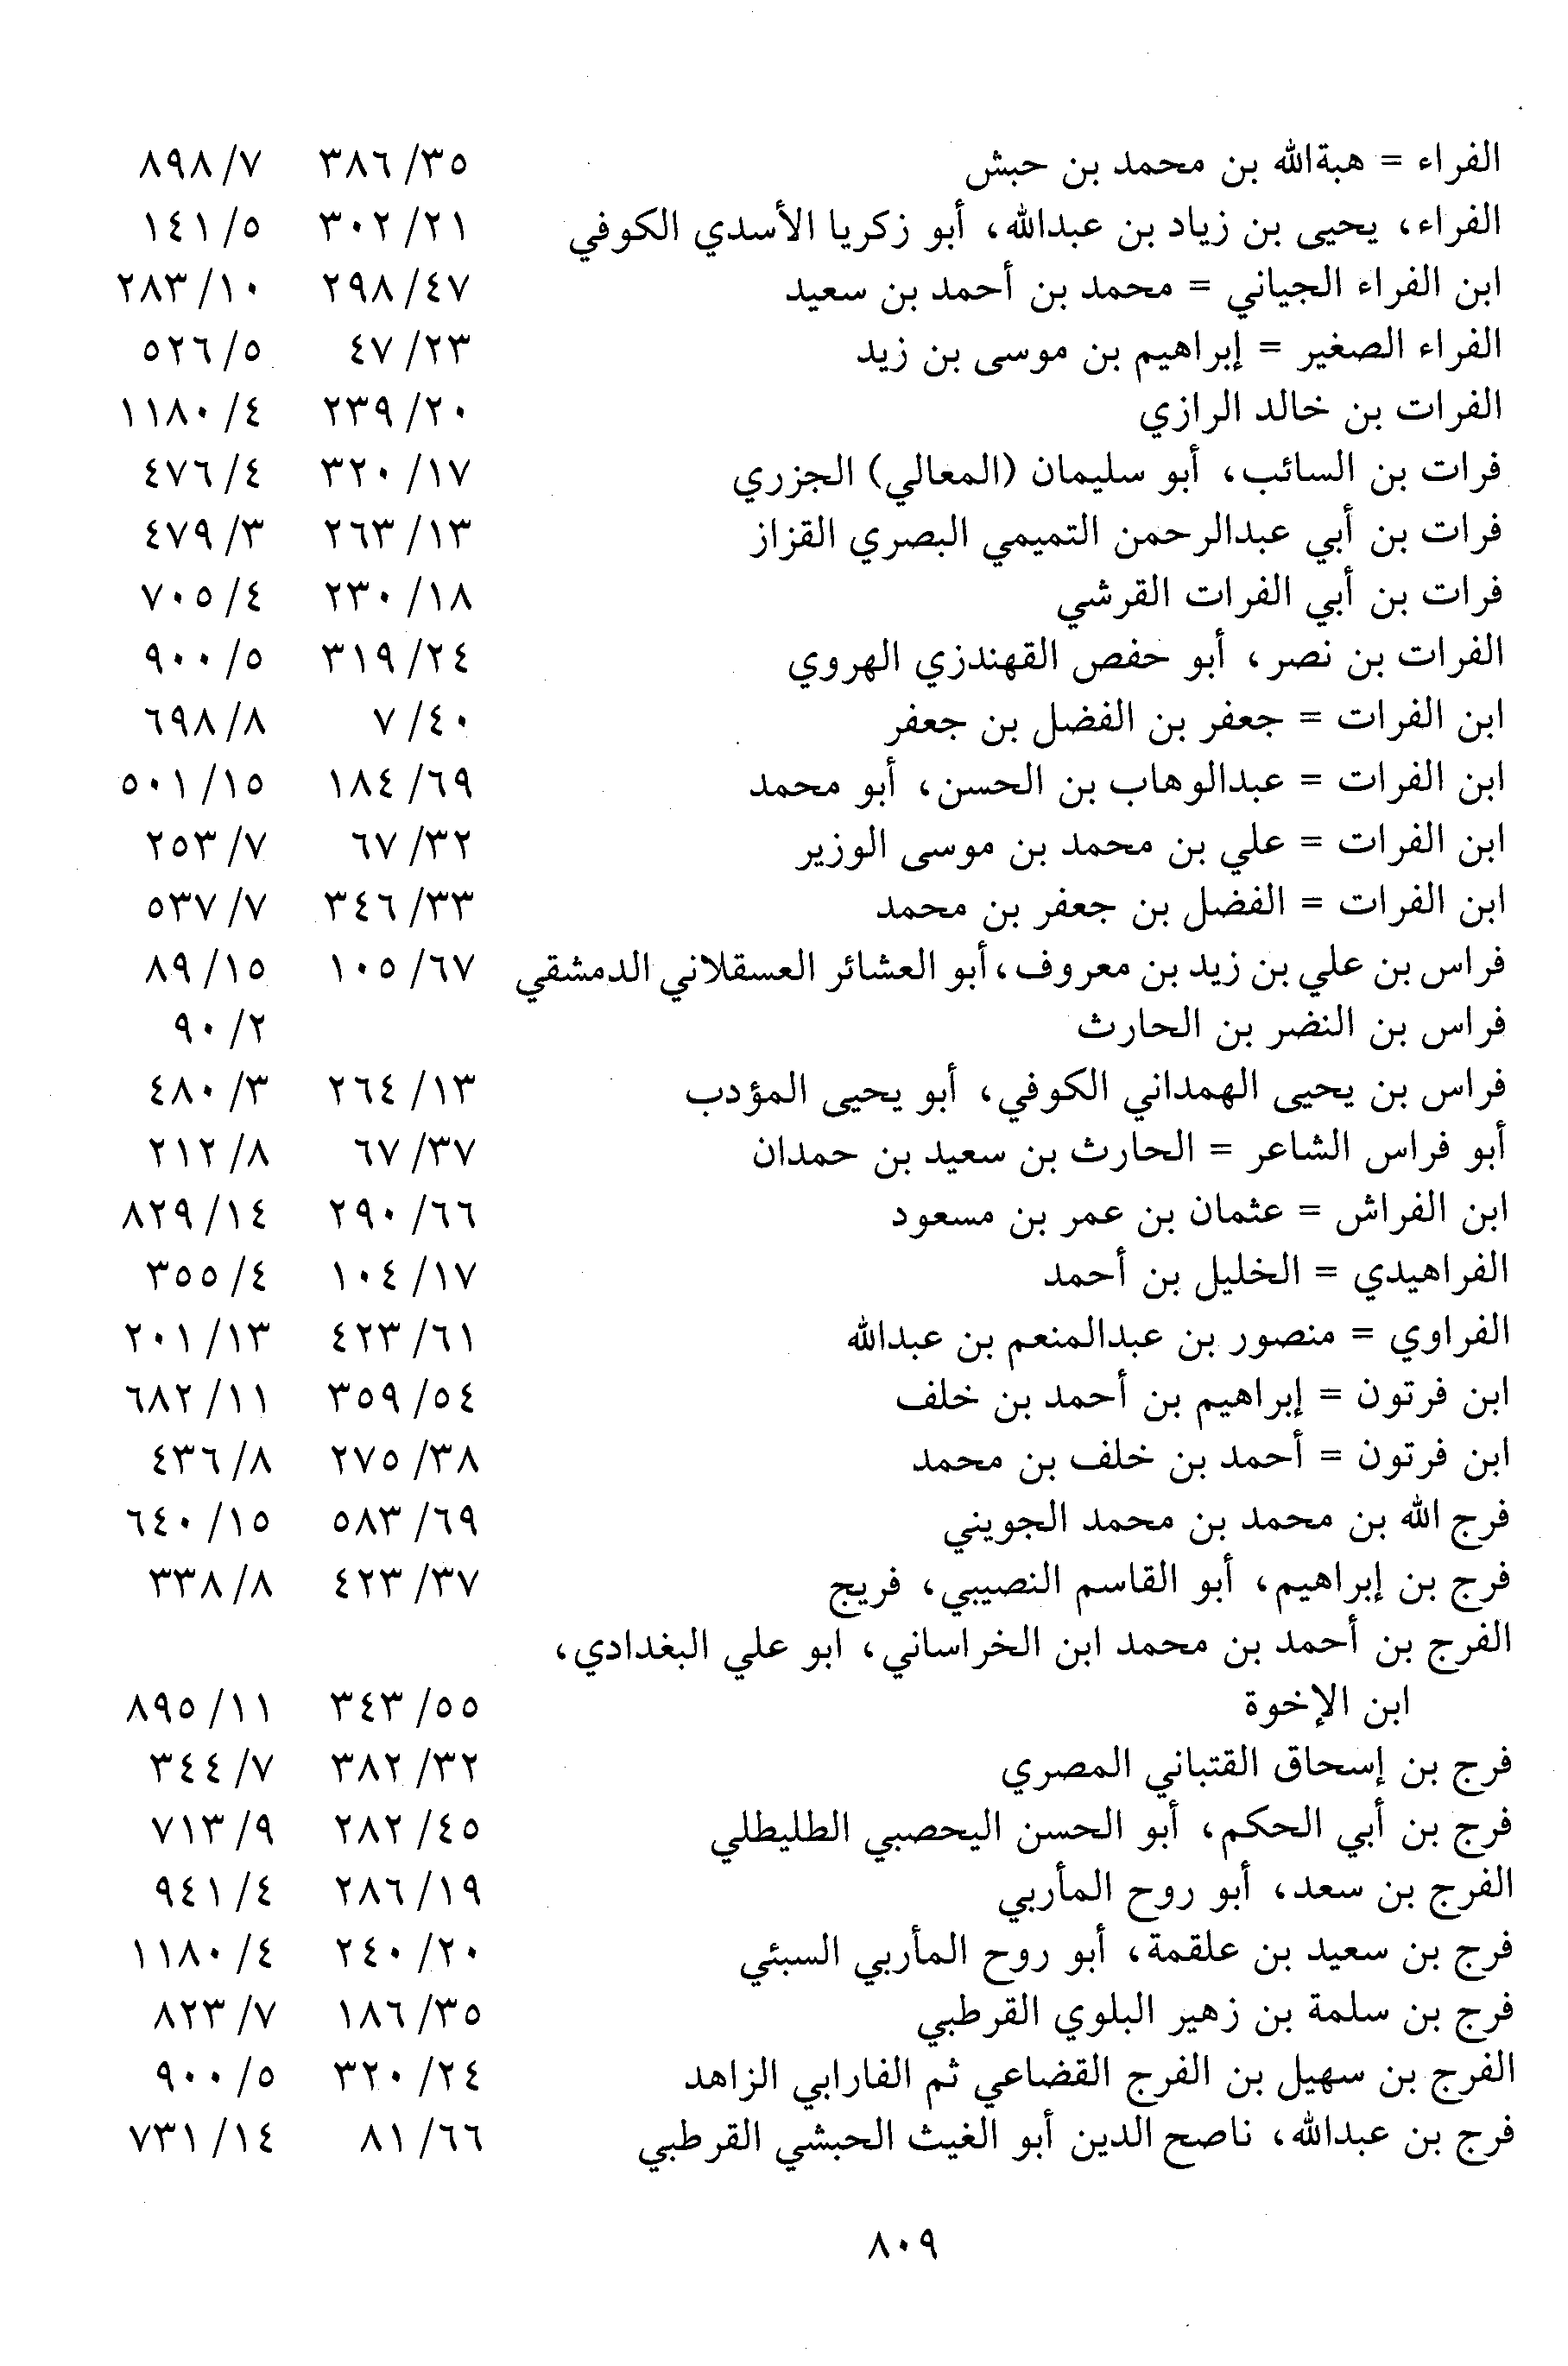 الفراء = هبةالله بن محمد بن حبش ٣٥/ ٣٨٦ ٧/ ٨٩٨
الفراء، يحيى بن زياد بن عبدالله، أبو زكريا الأسدي الكوفي ٢١/ ٣٠٢ ٥/ ١٤١
ابن الفراء الجياني = محمد بن أحمد بن سعيد ٤٧/ ٢٩٨ ١٠/ ٢٨٣
الفراء الصغير = إبراهيم بن موسى بن زيد ٢٣/ ٤٧ ٥/ ٥٢٦
الفرات بن خالد الرازي ٢٠/ ٢٣٩ ٤/ ١١٨٠
فرات بن السائب، أبو سليمان (المعالي) الجزري ١٧/ ٣٢٠ ٤/ ٤٧٦
فرات بن أبي عبدالرحمن التميمي البصري القزاز ١٣/ ٢٦٣ ٣/ ٤٧٩
فرات بن أبي الفرات القرشي ١٨/ ٢٣٠ ٤/ ٧٠٥
الفرات بن نصر، أبو حفص القهندزي الهروي ٢٤/ ٣١٩ ٥/ ٩٠٠
ابن الفرات = جعفر بن الفضل بن جعفر ٤٠/ ٧ ٨/ ٦٩٨
ابن الفرات = عبدالوهاب بن الحسن، أبو محمد ٦٩/ ١٨٤ ١٥/ ٥٠١
ابن الفرات = علي بن محمد بن موسى الوزير ٣٢/ ٦٧ ٧/ ٢٥٣
ابن الفرات = الفضل بن جعفر بن محمد ٣٣/ ٣٤٦ ٧/ ٥٣٧
فراس بن علي بن زيد بن معروف، أبو العشائر العسقلاني الدمشقي ٦٧/ ١٠٥ ١٥/ ٨٩
فراس بن النضر بن الحارث ٢/ ٩٠
فراس بن يحيى الهمداني الكوفي، أبو يحيى المؤدب ١٣/ ٢٦٤ ٣/ ٤٨٠
أبو فراس الشاعر = الحارث بن سعيد بن حمدان ٣٧/ ٦٧ ٨/ ٢١٢
ابن الفراش = عثمان بن عمر بن مسعود ٦٦/ ٢٩٠ ١٤/ ٨٢٩
الفراهيدي = الخليل بن أحمد ١٧/ ١٠٤ ٤/ ٣٥٥
الفراوي = منصور بن عبدالمنعم بن عبدالله ٦١/ ٤٢٣ ١٣/ ٢٠١
ابن فرتون = إبراهيم بن أحمد بن خلف ٥٤/ ٣٥٩ ١١/ ٦٨٢
ابن فرتون = أحمد بن خلف بن محمد ٣٨/ ٢٧٥ ٨/ ٤٣٦
فرج الله بن محمد بن محمد الجويني ٦٩/ ٥٨٣ ١٥/ ٦٤٠
فرج بن إبراهيم، أبو القاسم النصيبي، فريج ٣٧/ ٤٢٣ ٨/ ٣٣٨
الفرج بن أحمد بن محمد ابن الخراساني، ابو علي البغدادي،
ابن الإخوة ٥٥/ ٣٤٣ ١١/ ٨٩٥
فرج بن إسحاق القتباني المصري ٣٢/ ٣٨٢ ٧/ ٣٤٤
فرج بن أبي الحكم، أبو الحسن اليحصبي الطليطلي ٤٥/ ٢٨٢ ٩/ ٧١٣
الفرج بن سعد، أبو روح المأربي ١٩/ ٢٨٦ ٤/ ٩٤١
فرج بن سعيد بن علقمة، أبو روح المأربي السبئي ٢٠/ ٢٤٠ ٤/ ١١٨٠
فرج بن سلمة بن زهير البلوي القرطبي ٣٥/ ١٨٦ ٧/ ٨٢٣
الفرج بن سهيل بن الفرج القضاعي ثم الفارابي الزاهد ٢٤/ ٣٢٠ ٥/ ٩٠٠
فرج بن عبدالله، ناصح الدين أبو الغيث الحبشي القرطبي ٦٦/ ٨١ ١٤/ ٧٣١
٨٠٩